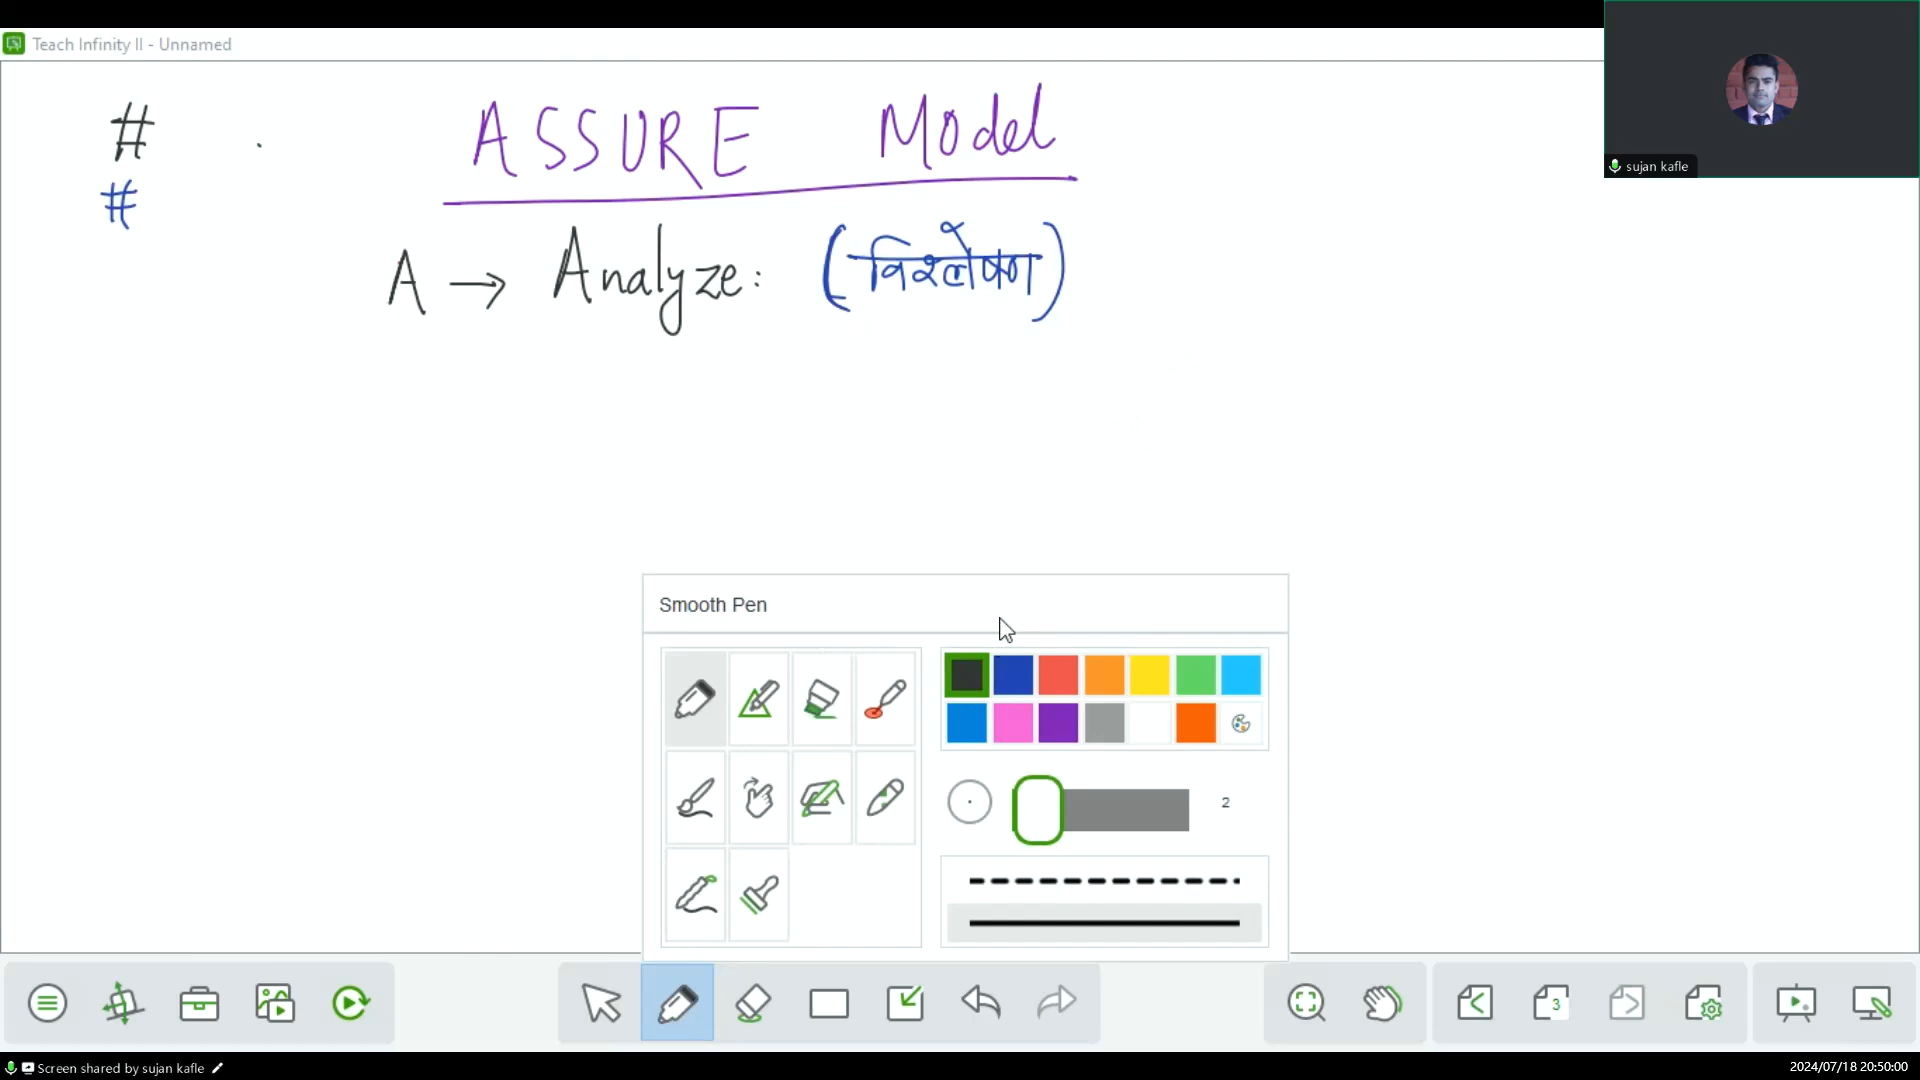 Teach Infinity II - Unnamed
sujan kafle
# ASSURE Model
#
A → Analyze: (विश्लेषण)
Smooth Pen
2
3
Screen shared by sujan kafle
2024/07/18 20:50:00